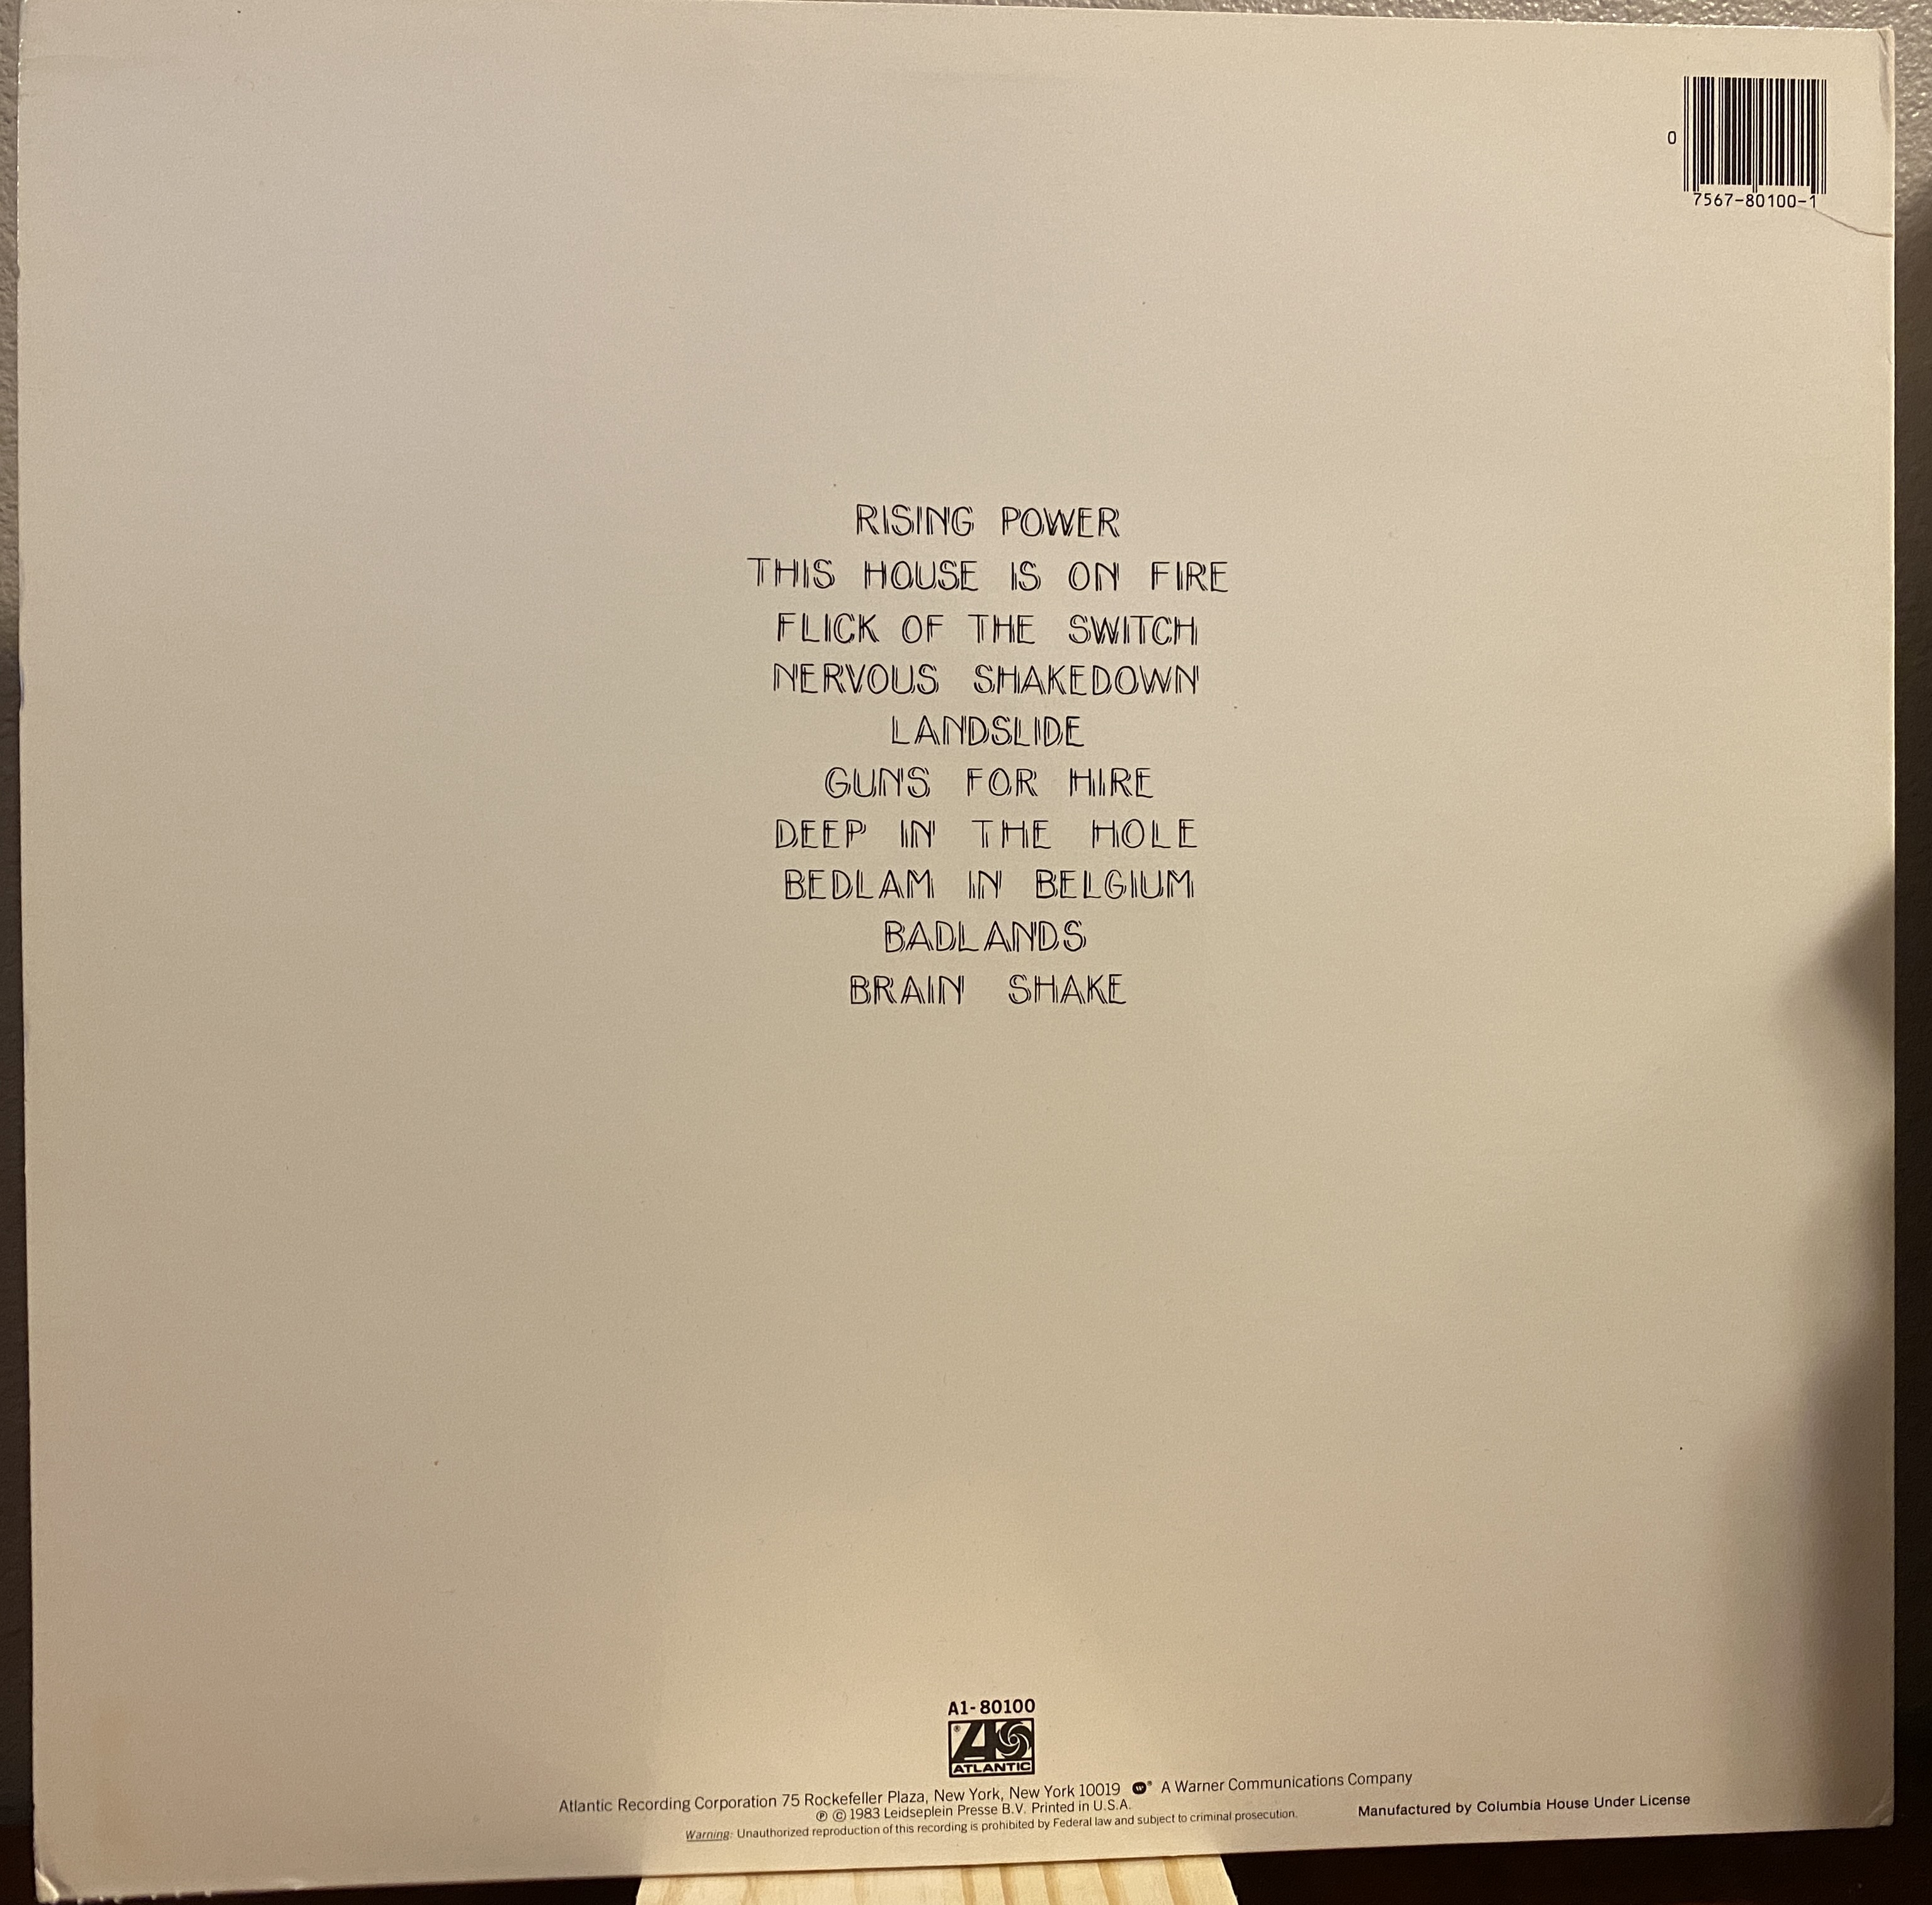 0
7567-80100-1
RISING POWER
THIS HOUSE IS ON FIRE
FLICK OF THE SWITCH
NERVOUS SHAKEDOWN
LANDSLIDE
GUNS FOR HIRE
DEEP IN THE HOLE
BEDLAM IN BELGIUM
BADLANDS
BRAIN SHAKE
A1-80100
®
ATLANTIC
Atlantic Recording Corporation 75 Rockefeller Plaza, New York, New York 10019 w® A Warner Communications Company
℗ © 1983 Leidseplein Presse B.V. Printed in U.S.A.
Warning: Unauthorized reproduction of this recording is prohibited by Federal law and subject to criminal prosecution.
Manufactured by Columbia House Under License